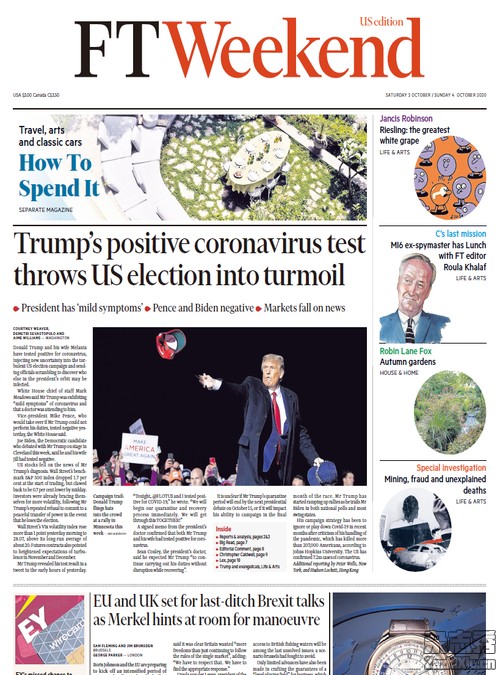 US edition
FTWeekend
USA $3.00 Canada C$3.50
SATURDAY 3 OCTOBER / SUNDAY 4 OCTOBER 2020
Travel, arts
and classic cars
How To
Spend It
SEPARATE MAGAZINE
Jancis Robinson
Riesling: the greatest
white grape
LIFE & ARTS
C's last mission
MI6 ex-spymaster has Lunch
with FT editor
Roula Khalaf
LIFE & ARTS
Robin Lane Fox
Autumn gardens
HOUSE & HOME
Special investigation
Mining, fraud and unexplained
deaths
LIFE & ARTS
Trump's positive coronavirus test
throws US election into turmoil
President has 'mild symptoms' Pence and Biden negative Markets fall on news
COURTNEY WEAVER,
DEMETRI SEVASTOPULO AND
AIME WILLIAMS — WASHINGTON
Donald Trump and his wife Melania
have tested positive for coronavirus,
injecting new uncertainty into the
bulent US election campaign and
ing officials scrambling to discover who
else in the president's orbit may be
infected.
White House chief of staff Mark
Meadows said Mr Trump was exhibiting
"mild symptoms" of coronavirus and
that a doctor was attending to him.
Vice-president Mike Pence, who
would take over if Mr Trump could not
perform his duties, tested negative
the White House said.
Joe Biden, the Democratic candidate
who debated with Mr Trump on stage in
Cleveland this week, said he and his wife
Jill had tested negative.
US stocks fell on the news of Mr
Trump's diagnosis. Wall Street's
mark S&P 500 index dropped 1.7 per
cent at the start of trading, but clawed
back to be 0.7 per cent lower by midday.
Investors were already bracing
selves for more volatility, following Mr
Trump's repeated refusal to commit to a
peaceful transfer of power in the event
that he loses the election.
Wall Street's Vix volatility index rose
more than 1 point yesterday morning to
28.07, above its long-run average of
about 20. Futures contracts also pointed
to heightened expectations of
lence in November and December.
Mr Trump revealed his test result in a
tweet in the early hours of yesterday.
MAKE
AMERICA
GREAT AGAIN
Campaign trail:
Donald Trump
flings hats
into the crowd
at a rally in
Minnesota this
week
"Tonight, @FLOTUS and I tested
tive for COVID-19," he wrote. "We will
begin our quarantine and recovery
process immediately. We will get
through this TOGETHER!"
A signed memo from the president's
doctor confirmed that both Mr Trump
and his wife had tested positive for
navirus.
Sean Conley, the president's doctor,
said he expected Mr Trump "to
tinue carrying out his duties without
disruption while recovering".
It is unclear if Mr Trump's quarantine
period will end by the next presidential
debate on October 15, or if it will impact
his ability to campaign in the final
Inside
Reports & analysis, pages 2&3
Big Read, page 7
Editorial Comment, page 8
Christopher Caldwell, page 9
Lex, page 18
Trump and evangelicals, Life & Arts
month of the race. Mr Trump has
started ramping up rallies as he trails Mr
Biden in both national polls and most
swing states.
His campaign strategy has been to
ignore or play down Covid-19 in recent
months after criticism of his handling of
the pandemic, which has killed more
than 207,000 Americans, according to
Johns Hopkins University. The US has
confirmed 7.2m cases of coronavirus.
Additional reporting by Peter Wells, New
York, and Hudson Lockett, Hong Kong
EY
wirecard
EU and UK set for last-ditch Brexit talks
as Merkel hints at room for manoeuvre
SAM FLEMING AND JIM BRUNSDEN
BRUSSELS
GEORGE PARKER — LONDON
Boris Johnson and the EU are preparing
to kick off an intensified period of
said it was clear Britain wanted "more
freedoms than just continuing to follow
the rules of the single market", adding:
"We have to respect that. We have to
find the appropriate response."
access to British fishing waters will be
among the last resolved issues
Only limited advances have also been
made in crafting the guarantees of a